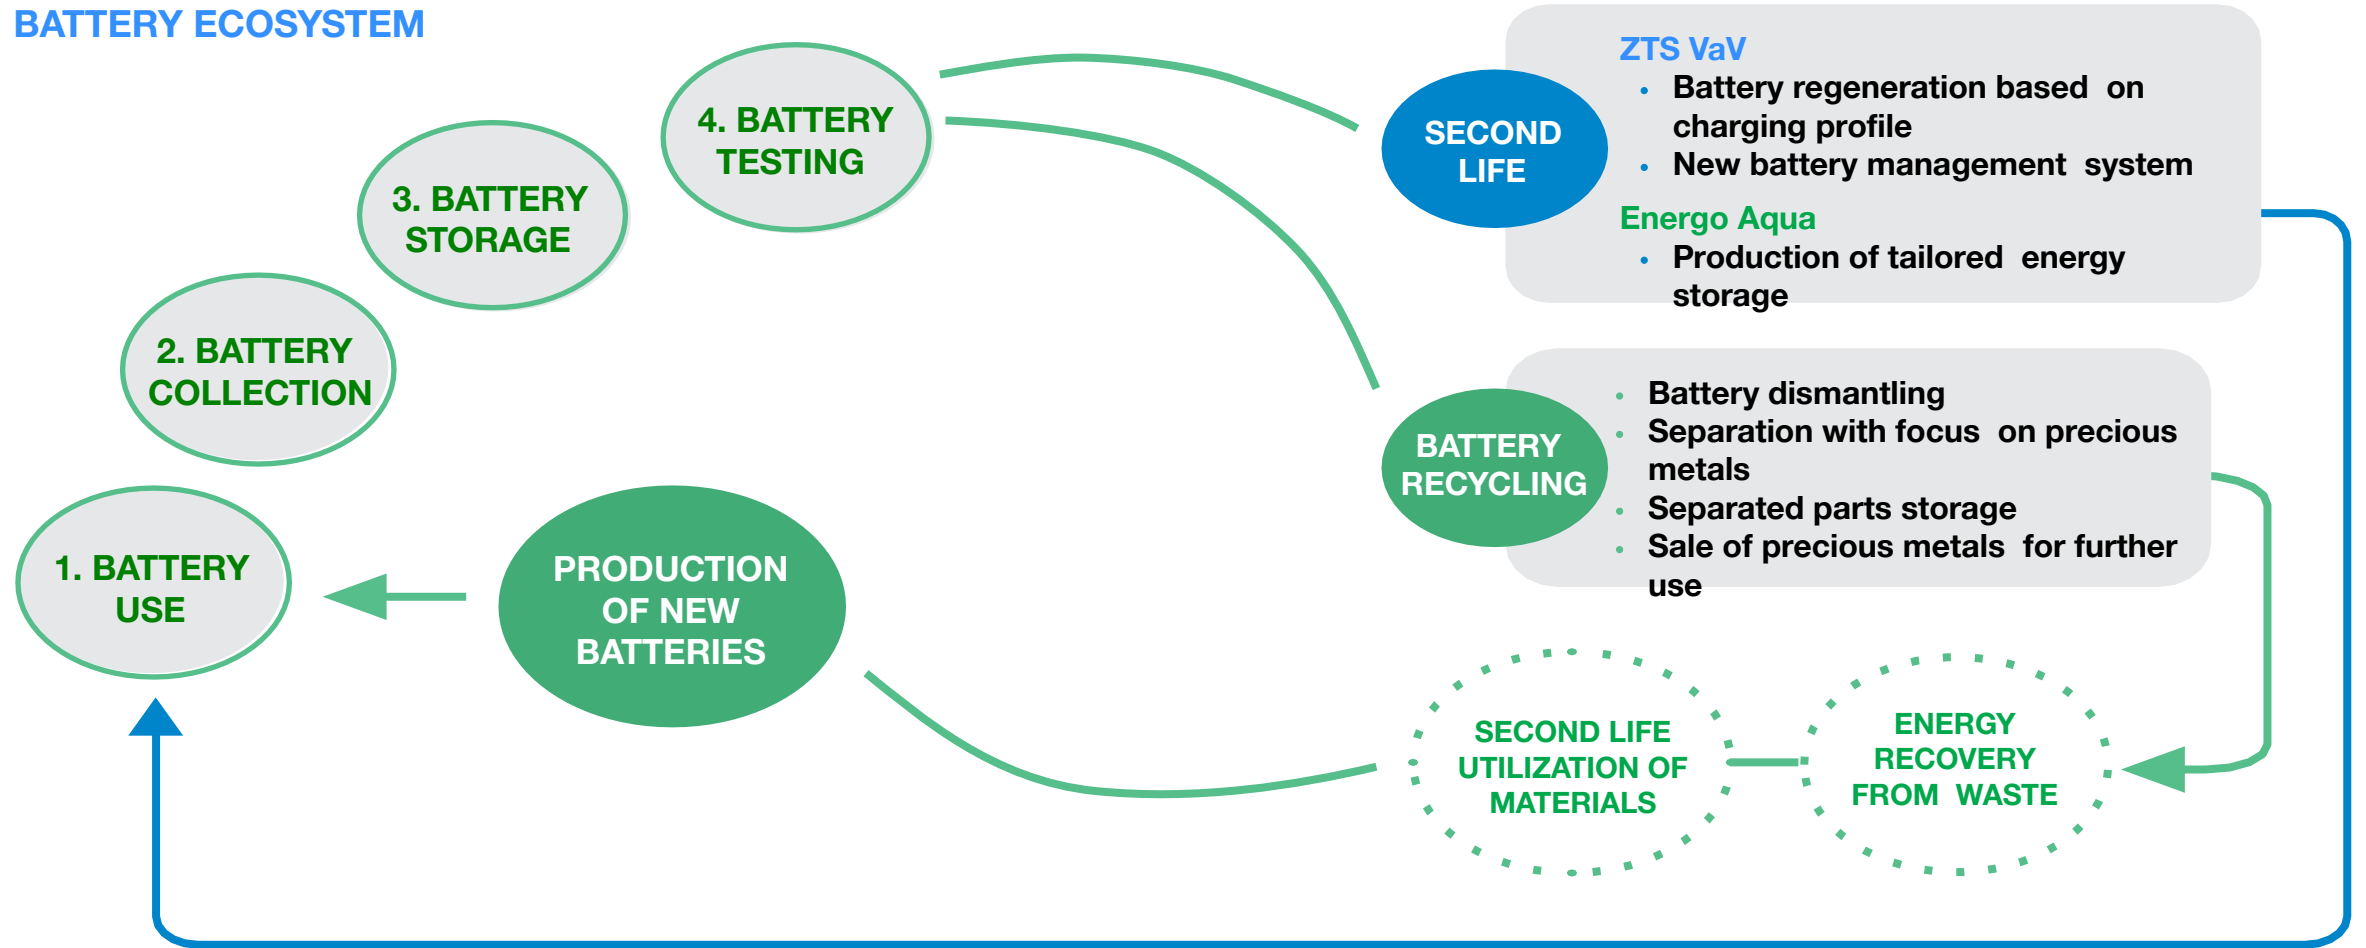 BATTERY ECOSYSTEM
1. BATTERY
USE
2. BATTERY
COLLECTION
3. BATTERY
STORAGE
4. BATTERY
TESTING
SECOND
LIFE
ZTS VaV
• Battery regeneration based on
charging profile
• New battery management system
Energo Aqua
• Production of tailored energy
storage
BATTERY
RECYCLING
• Battery dismantling
• Separation with focus on precious
metals
• Separated parts storage
• Sale of precious metals for further
use
ENERGY
RECOVERY
FROM WASTE
SECOND LIFE
UTILIZATION OF
MATERIALS
PRODUCTION
OF NEW
BATTERIES